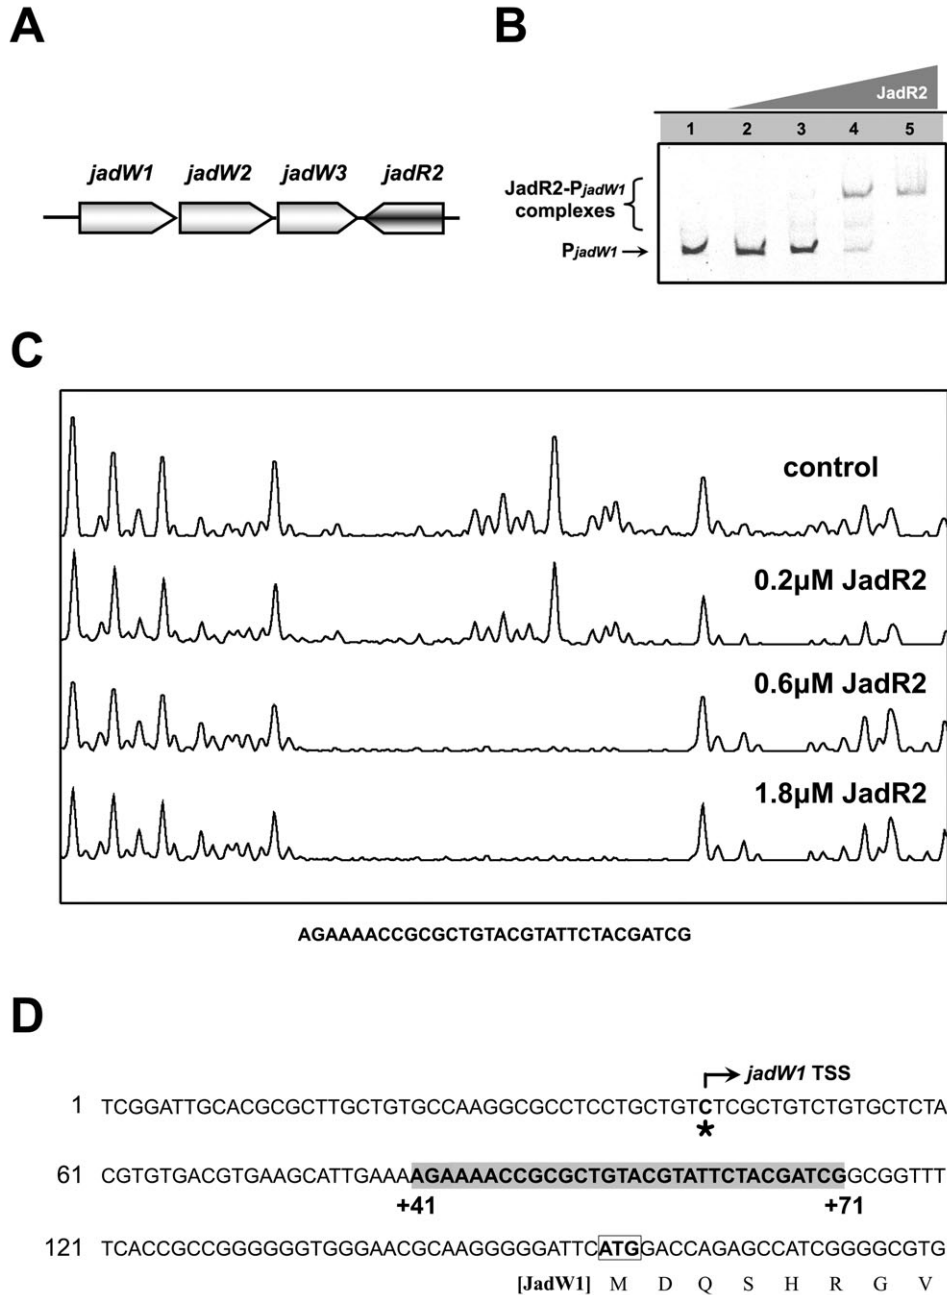 A
jadW1 jadW2 jadW3 jadR2
B
JadR2
1 2 3 4 5
JadR2-PjadW1
complexes
PjadW1
C
control
0.2μM JadR2
0.6μM JadR2
1.8μM JadR2
AGAAAACCGCGCTGTACGTATTCTACGATCG
D
jadW1 TSS
1 TCGGATTGCACGCGCTTGCTGTGCCAAGGCGCCTCCTGCTGTCTCGCTGTCTGTGCTCTA
*
61 CGTGTGACGTGAAGCATTGAAAAGAAAACCGCGCTGTACGTATTCTACGATCGGCGGTTT
+41 +71
121 TCACCGCCGGGGGGTGGGAACGCAAGGGGGATTCATGGACCAGAGCCATCGGGGCGTG
[JadW1] M D Q S H R G V